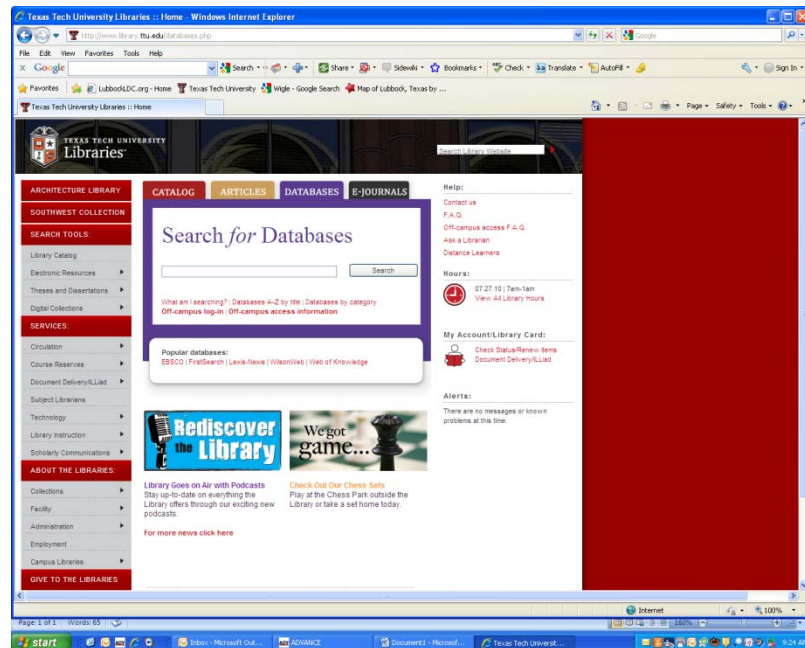 Texas Tech University Libraries :: Home - Windows Internet Explorer
http://www.library.ttu.edu/databases.php
Google
File Edit View Favorites Tools Help
x Google Search Share Sidewiki Bookmarks Check Translate AutoFill Sign In
Favorites LubbockLDC.org - Home Texas Tech University Wigle - Google Search Map of Lubbock, Texas by ....
Texas Tech University Libraries :: Home
Page Safety Tools
TEXAS TECH UNIVERSITY
Libraries
Search Library Website
ARCHITECTURE LIBRARY
SOUTHWEST COLLECTION
SEARCH TOOLS:
Library Catalog
Electronic Resources
Theses and Dissertations
Digital Collections
SERVICES:
Circulation
Course Reserves
Document Delivery/ILLiad
Subject Librarians
Technology
Library Instruction
Scholarly Communications
ABOUT THE LIBRARIES:
Collections
Facility
Administration
Employment
Campus Libraries
GIVE TO THE LIBRARIES
CATALOG ARTICLES DATABASES E-JOURNALS
Search for Databases
Search
What am I searching? | Databases A-Z by title | Databases by category
Off-campus log-in | Off-campus access information
Popular databases:
EBSCO | FirstSearch | Lexis-Nexis | WilsonWeb | Web of Knowledge
Rediscover
the Library
We got
game...
Library Goes on Air with Podcasts
Stay up-to-date on everything the
Library offers through our exciting new
podcasts.
Check Out Our Chess Sets
Play at the Chess Park outside the
Library or take a set home today.
For more news click here
Help:
Contact us
F.A.Q.
Off-campus access F.A.Q.
Ask a Librarian
Distance Learners
Hours:
07.27.10 | 7am-1am
View All Library Hours
My Account/Library Card:
Check Status/Renew Items
Document Delivery/ILLiad
Alerts:
There are no messages or known
problems at this time.
Internet 100%
Page: 1 of 1 Words: 65 160%
start Inbox - Microsoft Out... ADVANCE Document1 - Microsof... Texas Tech Universit... 9:24 AM